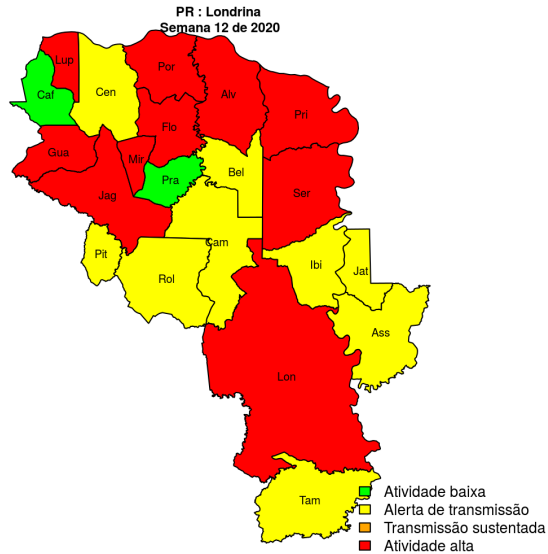 PR : Londrina
Semana 12 de 2020
Lup
Por
Cen
Caf
Alv
Pri
Flo
Gua
Mir
Bel
Pra
Jag
Ser
Cam
Pit
Ibi
Rol
Jat
Ass
Lon
Tam
Atividade baixa
Alerta de transmissão
Transmissão sustentada
Atividade alta